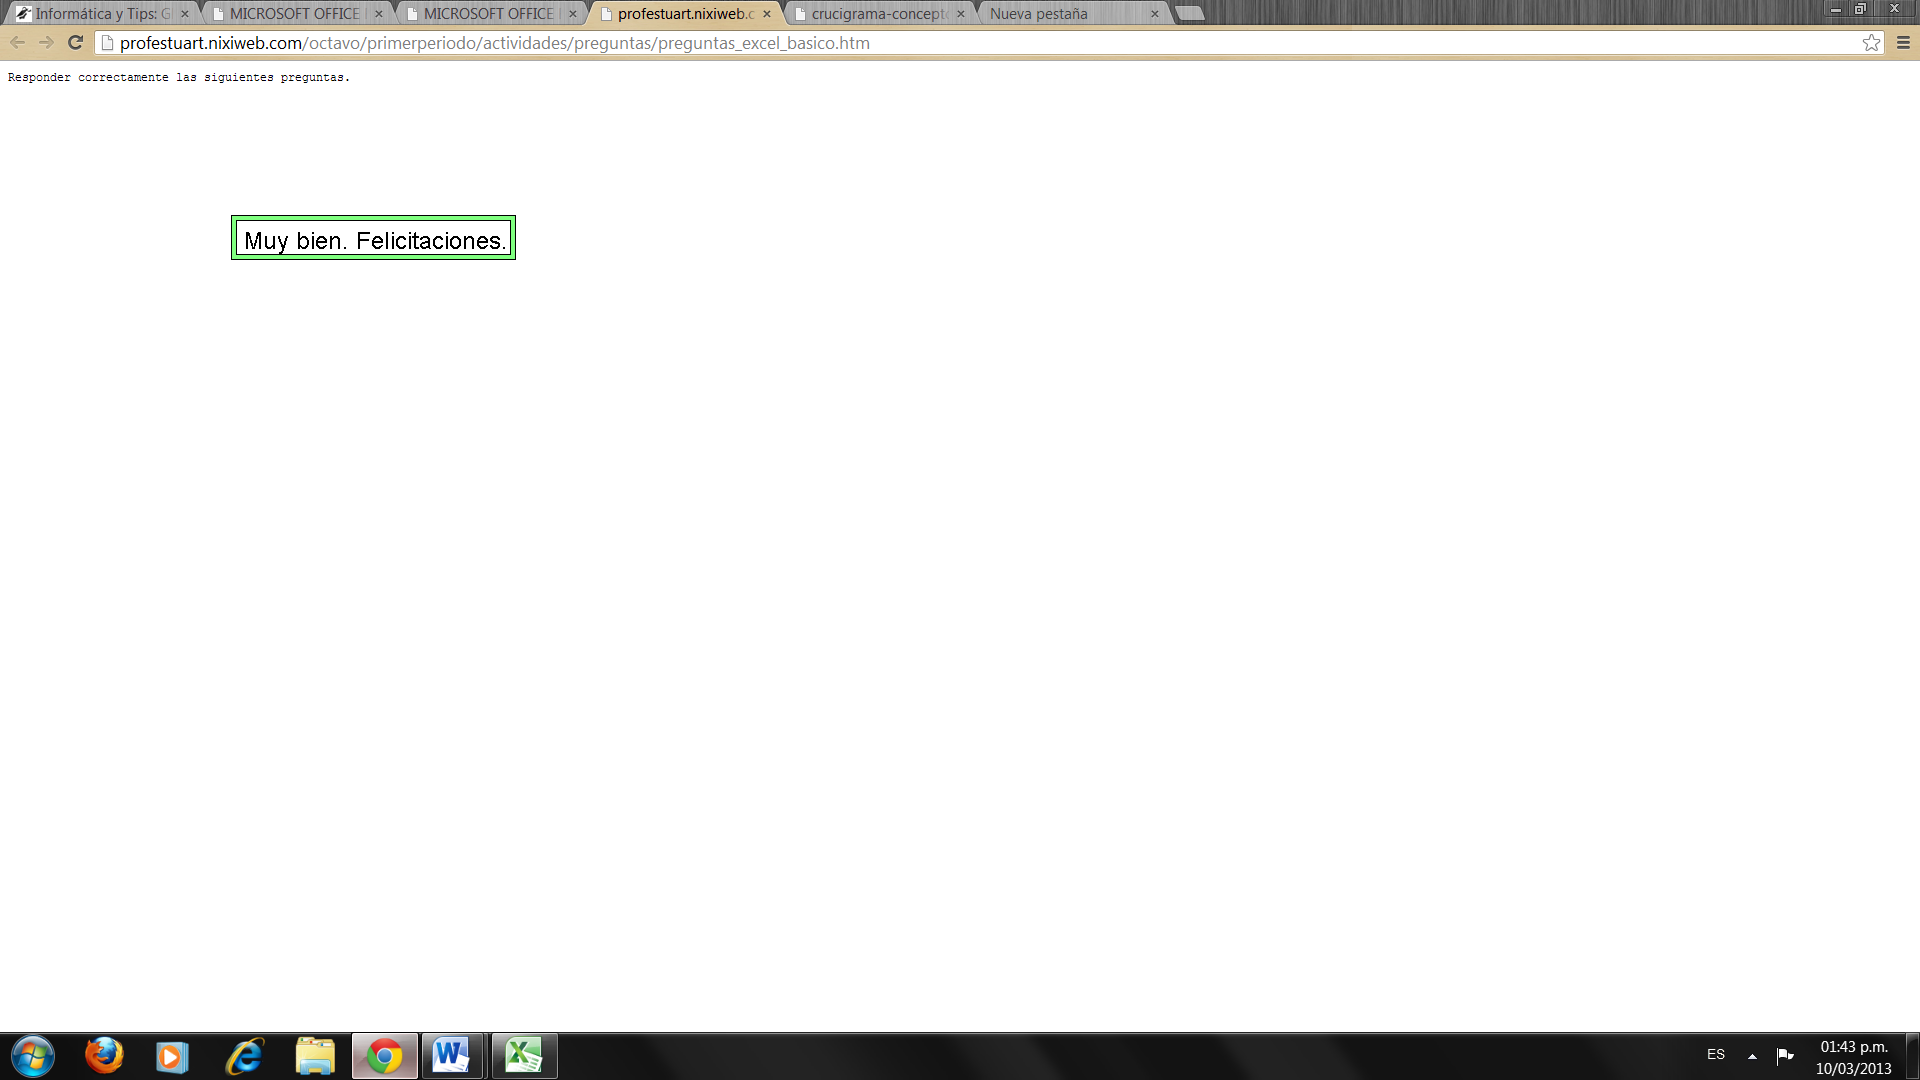 Informática y Tips: G
MICROSOFT OFFICE
MICROSOFT OFFICE
profestuart.nixiweb.c
crucigrama-concept
Nueva pestaña
profestuart.nixiweb.com/octavo/primerperiodo/actividades/preguntas/preguntas_excel_basico.htm
Responder correctamente las siguientes preguntas.
Muy bien. Felicitaciones.
ES
01:43 p.m.
10/03/2013